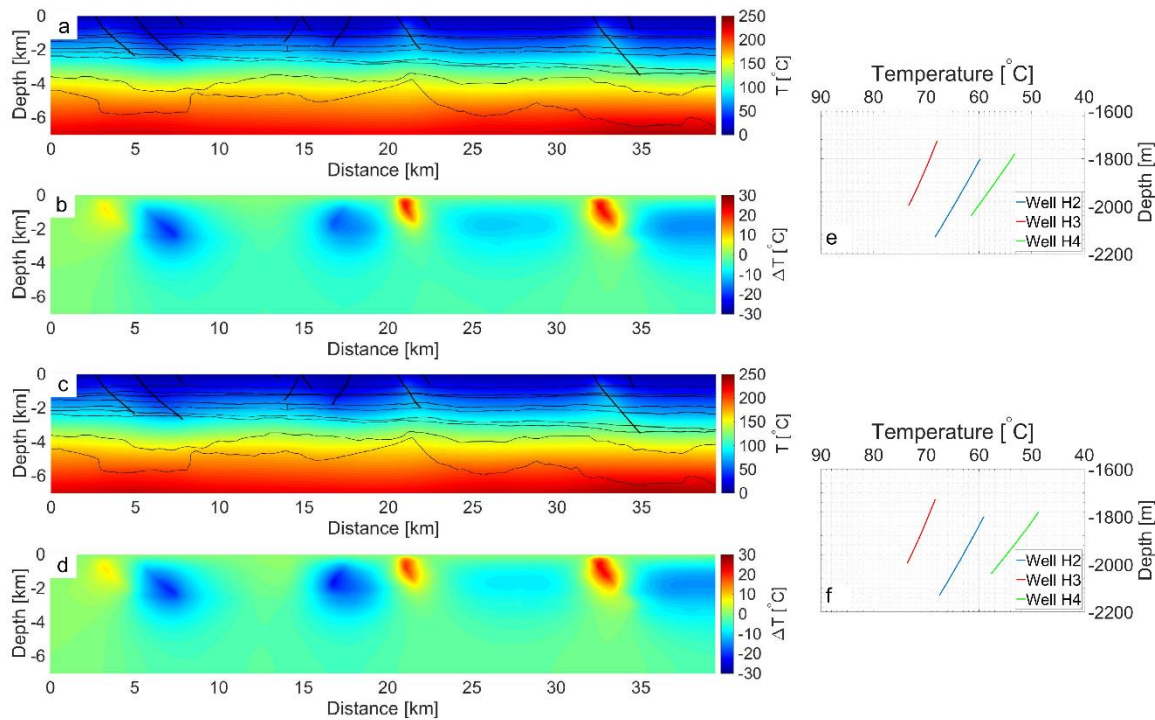 a
Depth [km]
0
-2
-4
-6
0 5 10 15 20 25 30 35
Distance [km]
250
200
150
100
50
0
T [°C]
b
Depth [km]
0
-2
-4
-6
0 5 10 15 20 25 30 35
Distance [km]
30
20
10
0
-10
-20
-30
ΔT [°C]
c
Depth [km]
0
-2
-4
-6
0 5 10 15 20 25 30 35
Distance [km]
250
200
150
100
50
0
T [°C]
d
Depth [km]
0
-2
-4
-6
0 5 10 15 20 25 30 35
Distance [km]
30
20
10
0
-10
-20
-30
ΔT [°C]
Temperature [°C]
90 80 70 60 50 40
-1600
-1800
-2000
-2200
Depth [m]
Well H2
Well H3
Well H4
e
Temperature [°C]
90 80 70 60 50 40
-1600
-1800
-2000
-2200
Depth [m]
Well H2
Well H3
Well H4
f